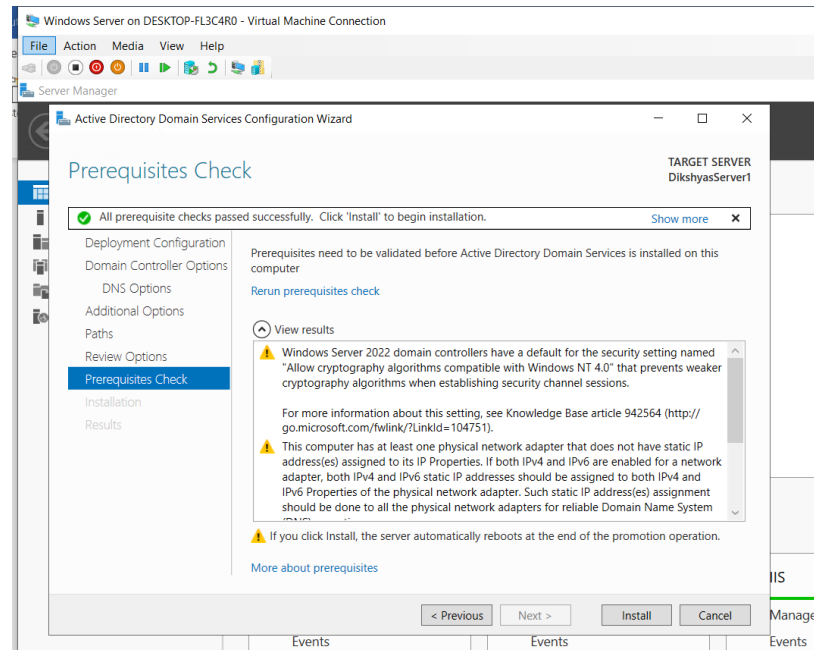 Windows Server on DESKTOP-FL3C4R0 - Virtual Machine Connection
File Action Media View Help
Server Manager
Active Directory Domain Services Configuration Wizard
Prerequisites Check
TARGET SERVER
DikshyasServer1
All prerequisite checks passed successfully. Click 'Install' to begin installation.
Show more
Deployment Configuration
Domain Controller Options
DNS Options
Additional Options
Paths
Review Options
Prerequisites Check
Installation
Results
Prerequisites need to be validated before Active Directory Domain Services is installed on this
computer
Rerun prerequisites check
View results
Windows Server 2022 domain controllers have a default for the security setting named
"Allow cryptography algorithms compatible with Windows NT 4.0" that prevents weaker
cryptography algorithms when establishing security channel sessions.
For more information about this setting, see Knowledge Base article 942564 (http://
go.microsoft.com/fwlink/?LinkId=104751).
This computer has at least one physical network adapter that does not have static IP
address(es) assigned to its IP Properties. If both IPv4 and IPv6 are enabled for a network
adapter, both IPv4 and IPv6 static IP addresses should be assigned to both IPv4 and
IPv6 Properties of the physical network adapter. Such static IP address(es) assignment
should be done to all the physical network adapters for reliable Domain Name System
If you click Install, the server automatically reboots at the end of the promotion operation.
More about prerequisites
< Previous
Next >
Install
Cancel
IIS
Manage
Events
Events
Events